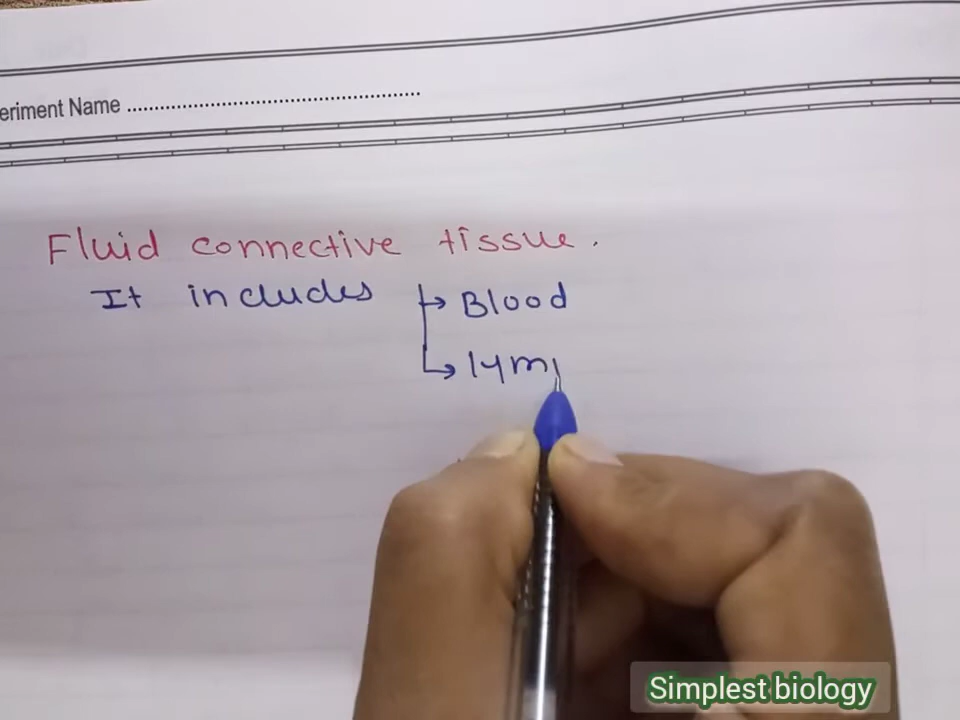 eriment Name ....................................................
Fluid connective tissue.
It includes → Blood
→ lym
Simplest biology